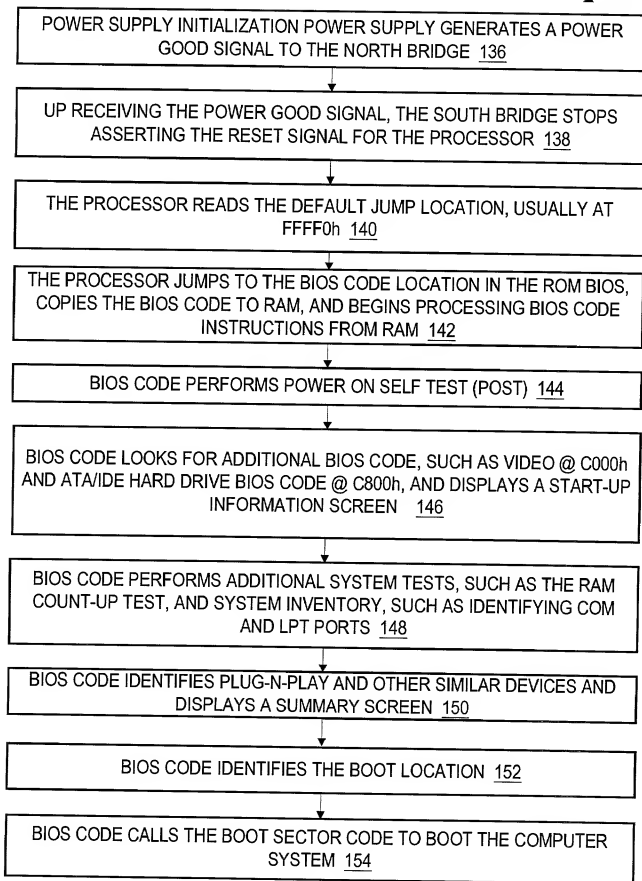 POWER SUPPLY INITIALIZATION POWER SUPPLY GENERATES A POWER
GOOD SIGNAL TO THE NORTH BRIDGE 136
UP RECEIVING THE POWER GOOD SIGNAL, THE SOUTH BRIDGE STOPS
ASSERTING THE RESET SIGNAL FOR THE PROCESSOR 138
THE PROCESSOR READS THE DEFAULT JUMP LOCATION, USUALLY AT
FFFF0h 140
THE PROCESSOR JUMPS TO THE BIOS CODE LOCATION IN THE ROM BIOS,
COPIES THE BIOS CODE TO RAM, AND BEGINS PROCESSING BIOS CODE
INSTRUCTIONS FROM RAM 142
BIOS CODE PERFORMS POWER ON SELF TEST (POST) 144
BIOS CODE LOOKS FOR ADDITIONAL BIOS CODE, SUCH AS VIDEO @ C000h
AND ATA/IDE HARD DRIVE BIOS CODE @ C800h, AND DISPLAYS A START-UP
INFORMATION SCREEN 146
BIOS CODE PERFORMS ADDITIONAL SYSTEM TESTS, SUCH AS THE RAM
COUNT-UP TEST, AND SYSTEM INVENTORY, SUCH AS IDENTIFYING COM
AND LPT PORTS 148
BIOS CODE IDENTIFIES PLUG-N-PLAY AND OTHER SIMILAR DEVICES AND
DISPLAYS A SUMMARY SCREEN 150
BIOS CODE IDENTIFIES THE BOOT LOCATION 152
BIOS CODE CALLS THE BOOT SECTOR CODE TO BOOT THE COMPUTER
SYSTEM 154